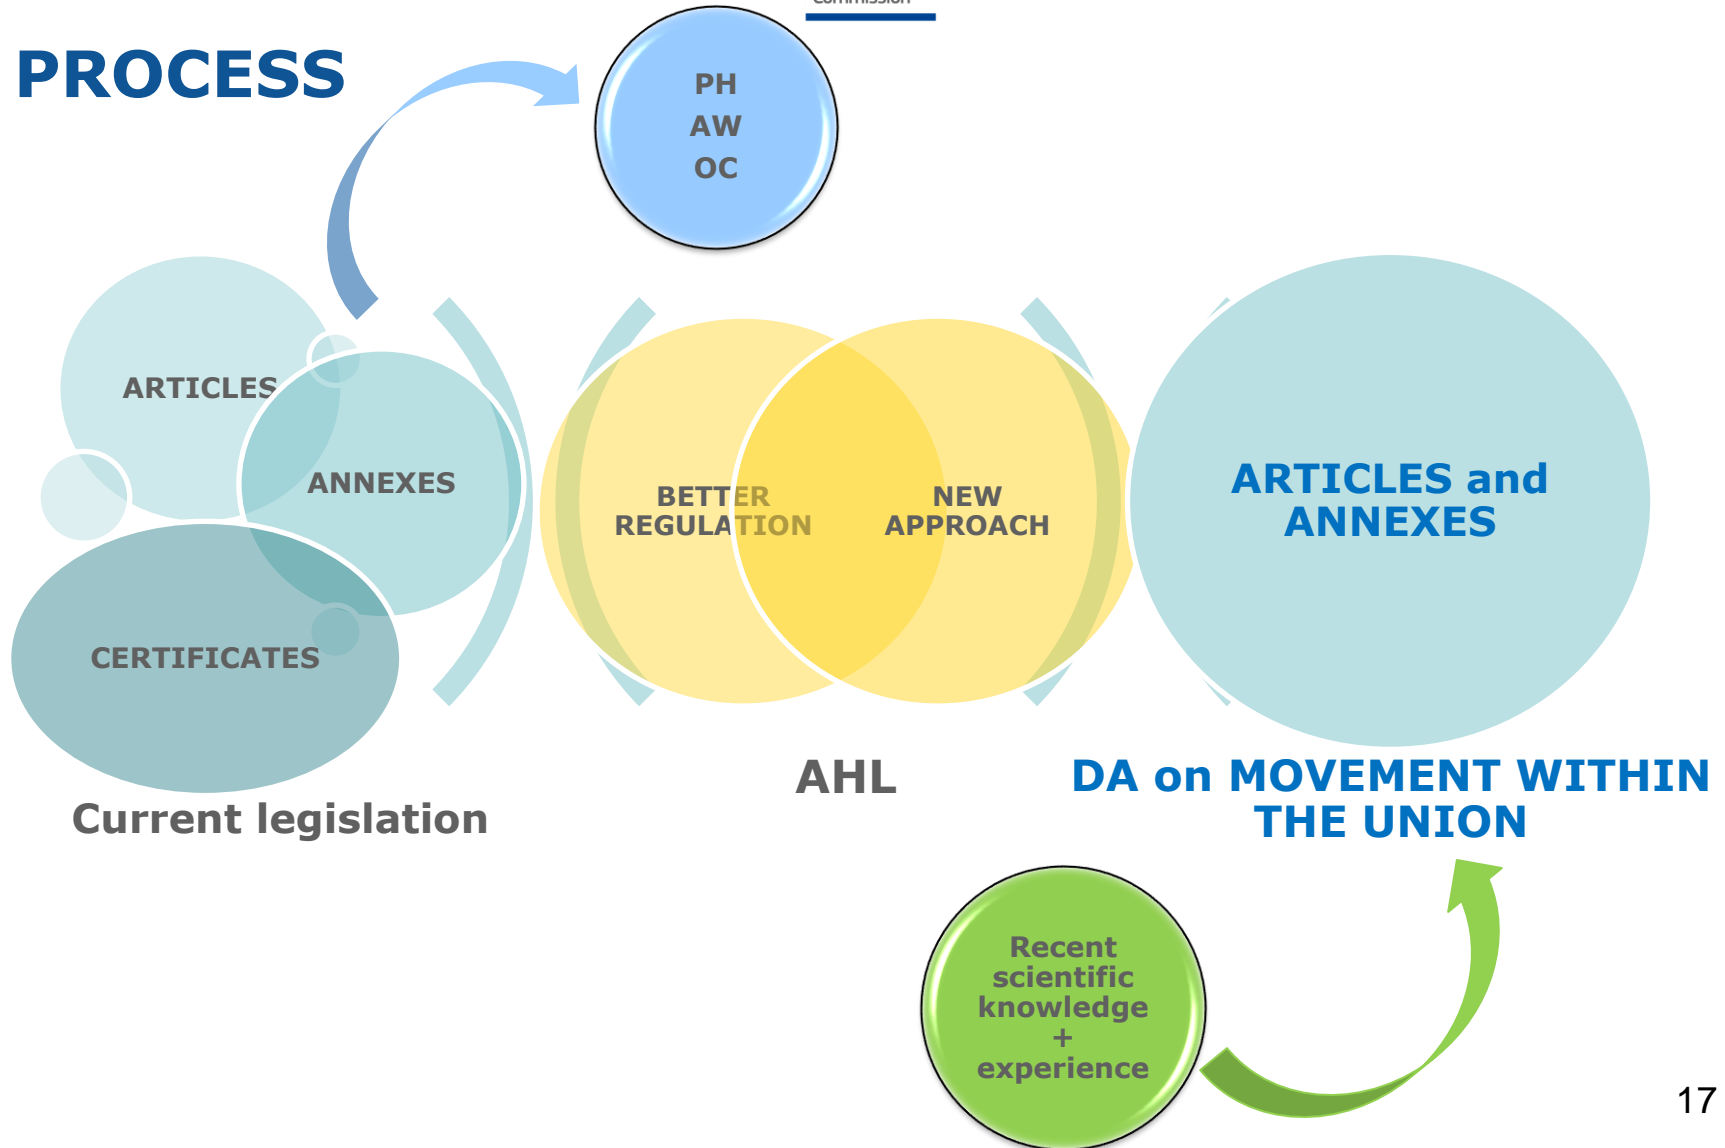 Commission
PROCESS
PH
AW
OC
ARTICLES
ANNEXES
CERTIFICATES
Current legislation
BETTER
REGULATION
NEW
APPROACH
AHL
ARTICLES and
ANNEXES
DA on MOVEMENT WITHIN
THE UNION
Recent
scientific
knowledge
+
experience
17